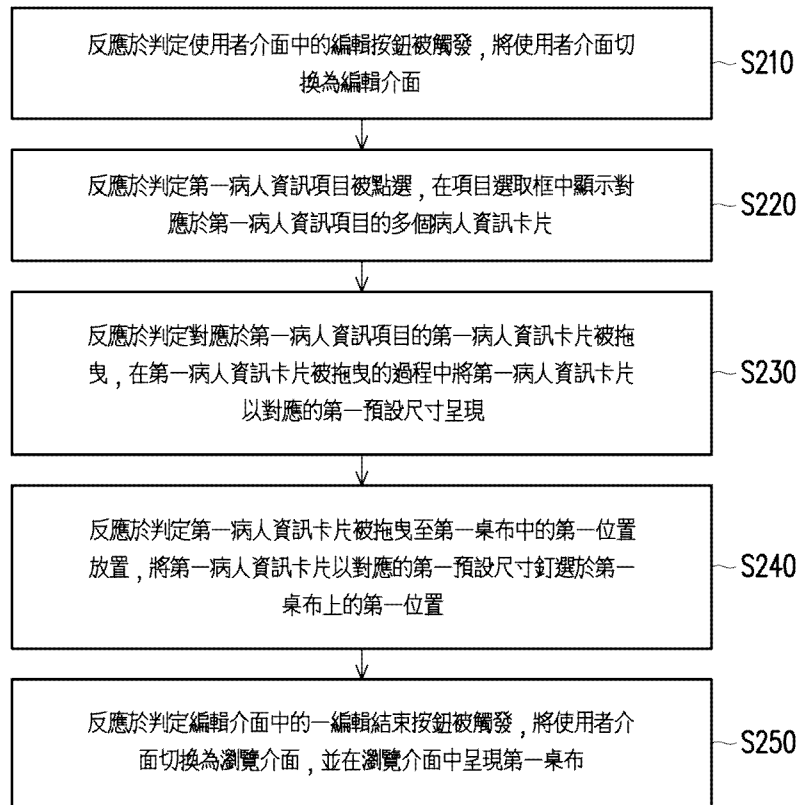 反應於判定使用者介面中的編輯按鈕被觸發，將使用者介面切
換為編輯介面
S210
反應於判定第一病人資訊項目被點選，在項目選取框中顯示對
應於第一病人資訊項目的多個病人資訊卡片
S220
反應於判定對應於第一病人資訊項目的第一病人資訊卡片被拖
曳，在第一病人資訊卡片被拖曳的過程中將第一病人資訊卡片
以對應的第一預設尺寸呈現
S230
反應於判定第一病人資訊卡片被拖曳至第一桌布中的第一位置
放置，將第一病人資訊卡片以對應的第一預設尺寸釘選於第一
桌布上的第一位置
S240
反應於判定編輯介面中的一編輯結束按鈕被觸發，將使用者介
面切換為瀏覽介面，並在瀏覽介面中呈現第一桌布
S250